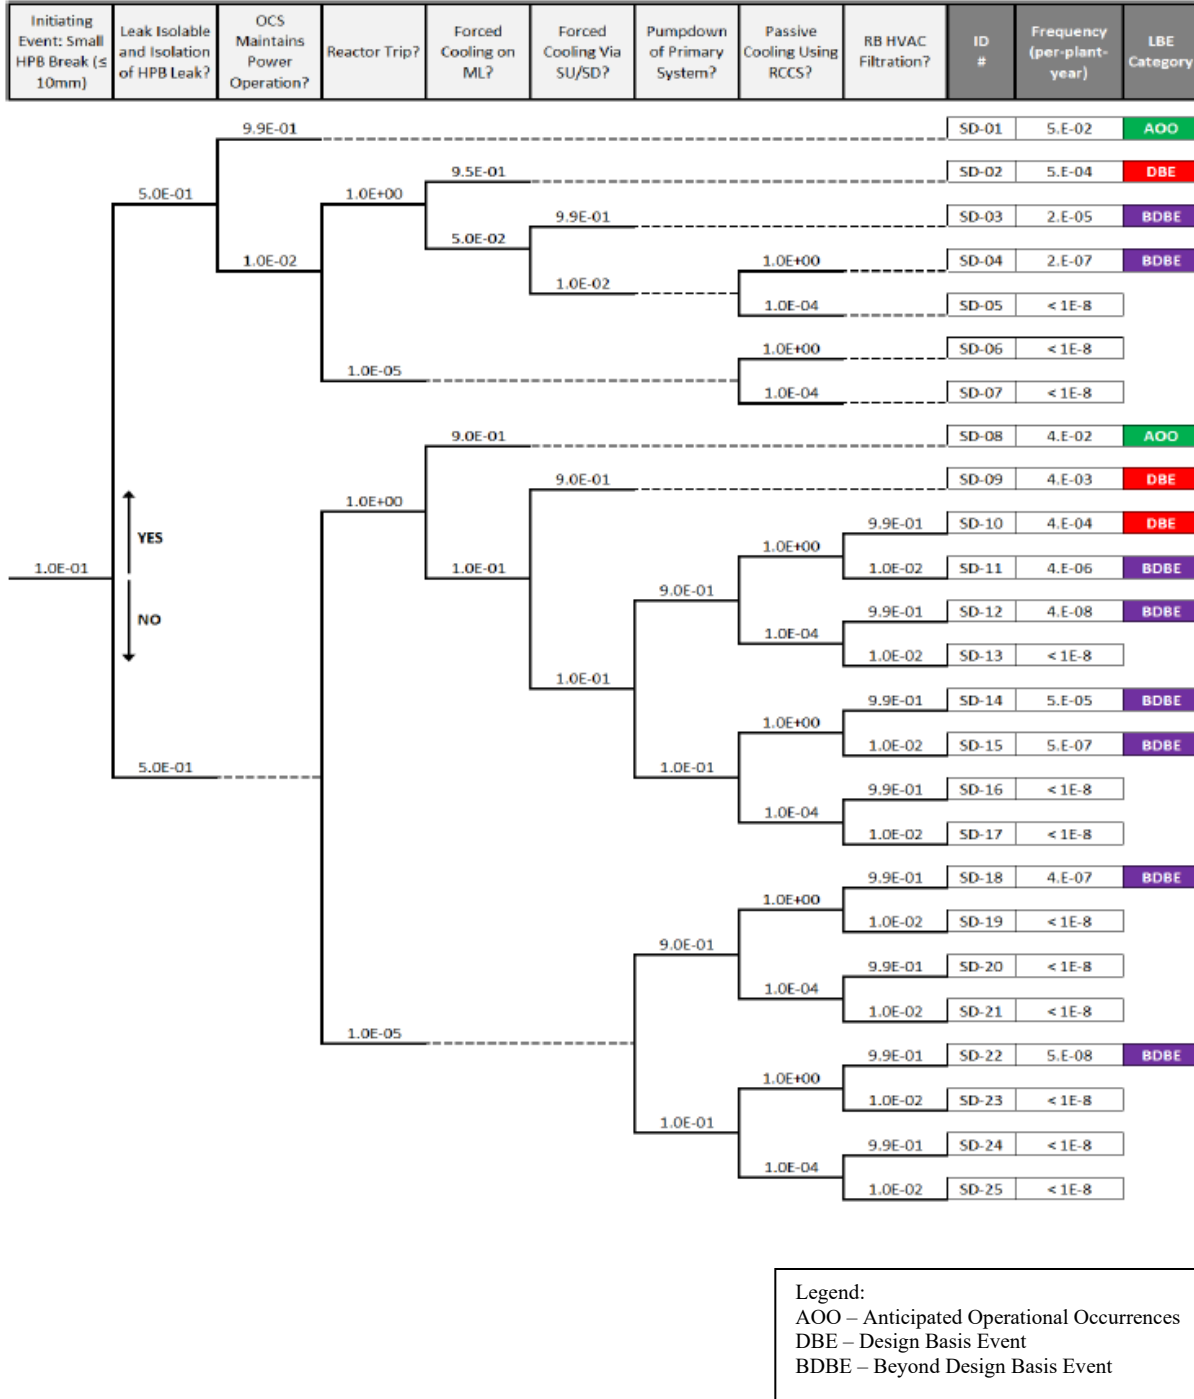 Initiating
Event: Small
HPB Break (≤
10mm)
Leak Isolable
and Isolation
of HPB Leak?
OCS
Maintains
Power
Operation?
Reactor Trip?
Forced
Cooling on
ML?
Forced
Cooling Via
SU/SD?
Pumpdown
of Primary
System?
Passive
Cooling Using
RCCS?
RB HVAC
Filtration?
ID
#
Frequency
(per-plant-
year)
LBE
Category
9.9E-01
SD-01 5.E-02 AOO
9.5E-01
SD-02 5.E-04 DBE
5.0E-01
1.0E+00
9.9E-01
SD-03 2.E-05 BDBE
5.0E-02
1.0E-02
1.0E+00
SD-04 2.E-07 BDBE
1.0E-02
1.0E-04
SD-05 < 1E-8
1.0E+00
SD-06 < 1E-8
1.0E-05
1.0E-04
SD-07 < 1E-8
9.0E-01
SD-08 4.E-02 AOO
9.0E-01
SD-09 4.E-03 DBE
1.0E+00
9.9E-01
SD-10 4.E-04 DBE
YES
1.0E+00
1.0E-01
1.0E-01
1.0E-02
SD-11 4.E-06 BDBE
9.0E-01
NO
9.9E-01
SD-12 4.E-08 BDBE
1.0E-04
1.0E-02
SD-13 < 1E-8
1.0E-01
9.9E-01
SD-14 5.E-05 BDBE
1.0E+00
1.0E-02
SD-15 5.E-07 BDBE
5.0E-01
1.0E-01
9.9E-01
SD-16 < 1E-8
1.0E-04
1.0E-02
SD-17 < 1E-8
9.9E-01
SD-18 4.E-07 BDBE
1.0E+00
1.0E-02
SD-19 < 1E-8
9.0E-01
9.9E-01
SD-20 < 1E-8
1.0E-04
1.0E-02
SD-21 < 1E-8
1.0E-05
9.9E-01
SD-22 5.E-08 BDBE
1.0E+00
1.0E-02
SD-23 < 1E-8
1.0E-01
9.9E-01
SD-24 < 1E-8
1.0E-04
1.0E-02
SD-25 < 1E-8
Legend:
AOO – Anticipated Operational Occurrences
DBE – Design Basis Event
BDBE – Beyond Design Basis Event